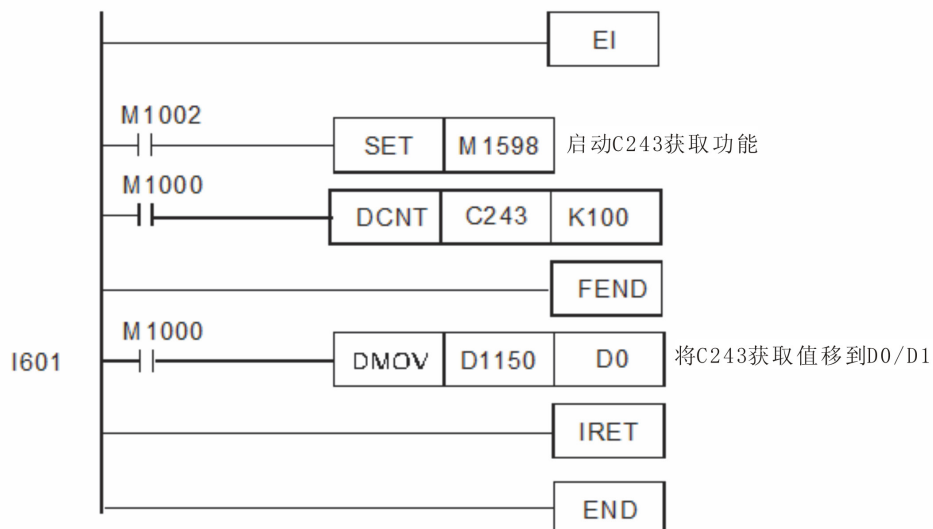 EI
M1002
SET M1598 启动C243获取功能
M1000
DCNT C243 K100
FEND
M1000
I601 DMOV D1150 D0 将C243获取值移到D0/D1
IRET
END